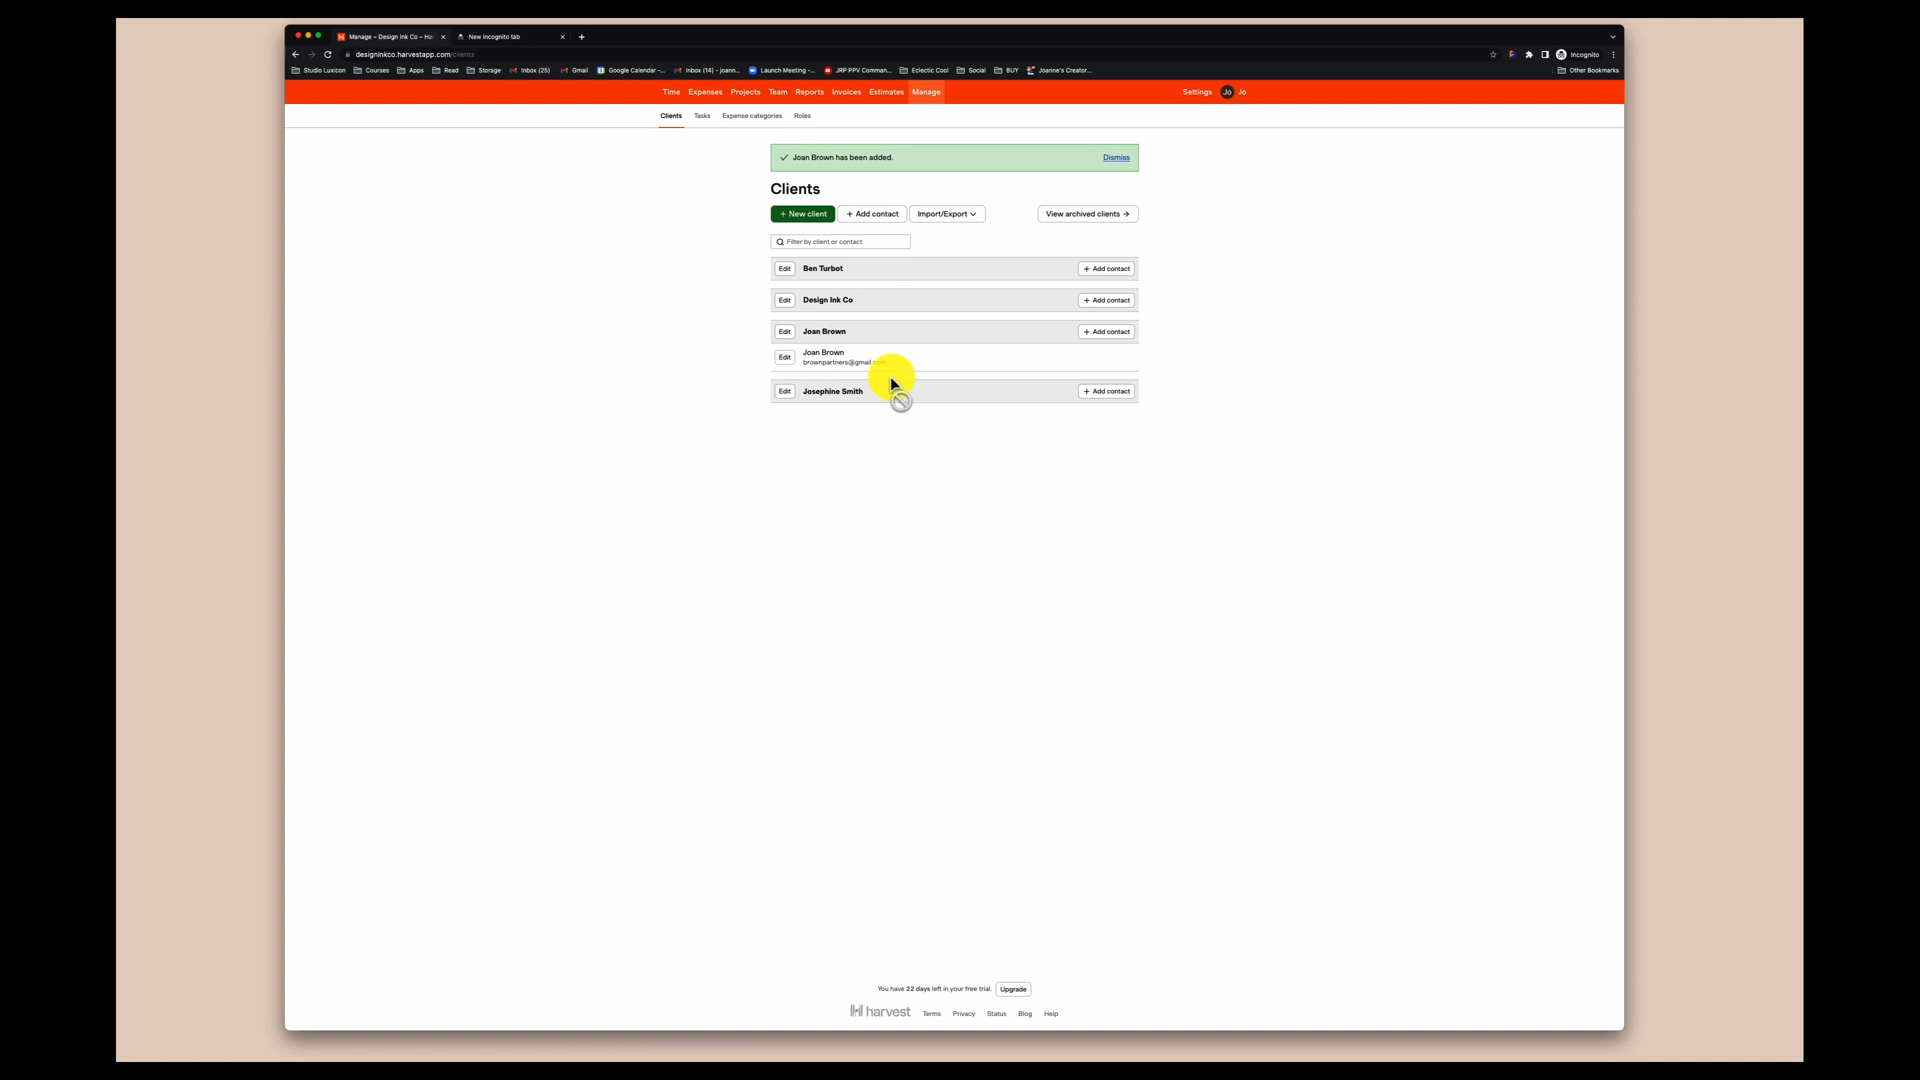 Manage – Design Ink Co – Ha
New incognito tab
designinkco.harvestapp.com/clients
Incognito
Studio Luxicon
Courses
Apps
Read
Storage
Inbox (25)
Gmail
Google Calendar -...
Inbox (14) - joann...
Launch Meeting -...
JRP PPV Comman...
Eclectic Cool
Social
BUY
Joanne's Creator...
Other Bookmarks
Time Expenses Projects Team Reports Invoices Estimates Manage
Settings Jo Jo
Clients Tasks Expense categories Roles
Joan Brown has been added. Dismiss
Clients
+ New client
+ Add contact
Import/Export
View archived clients →
Filter by client or contact
Edit Ben Turbot + Add contact
Edit Design Ink Co + Add contact
Edit Joan Brown + Add contact
Edit Joan Brown
brownpartners@gmail.com
Edit Josephine Smith + Add contact
You have 22 days left in your free trial. Upgrade
harvest Terms Privacy Status Blog Help